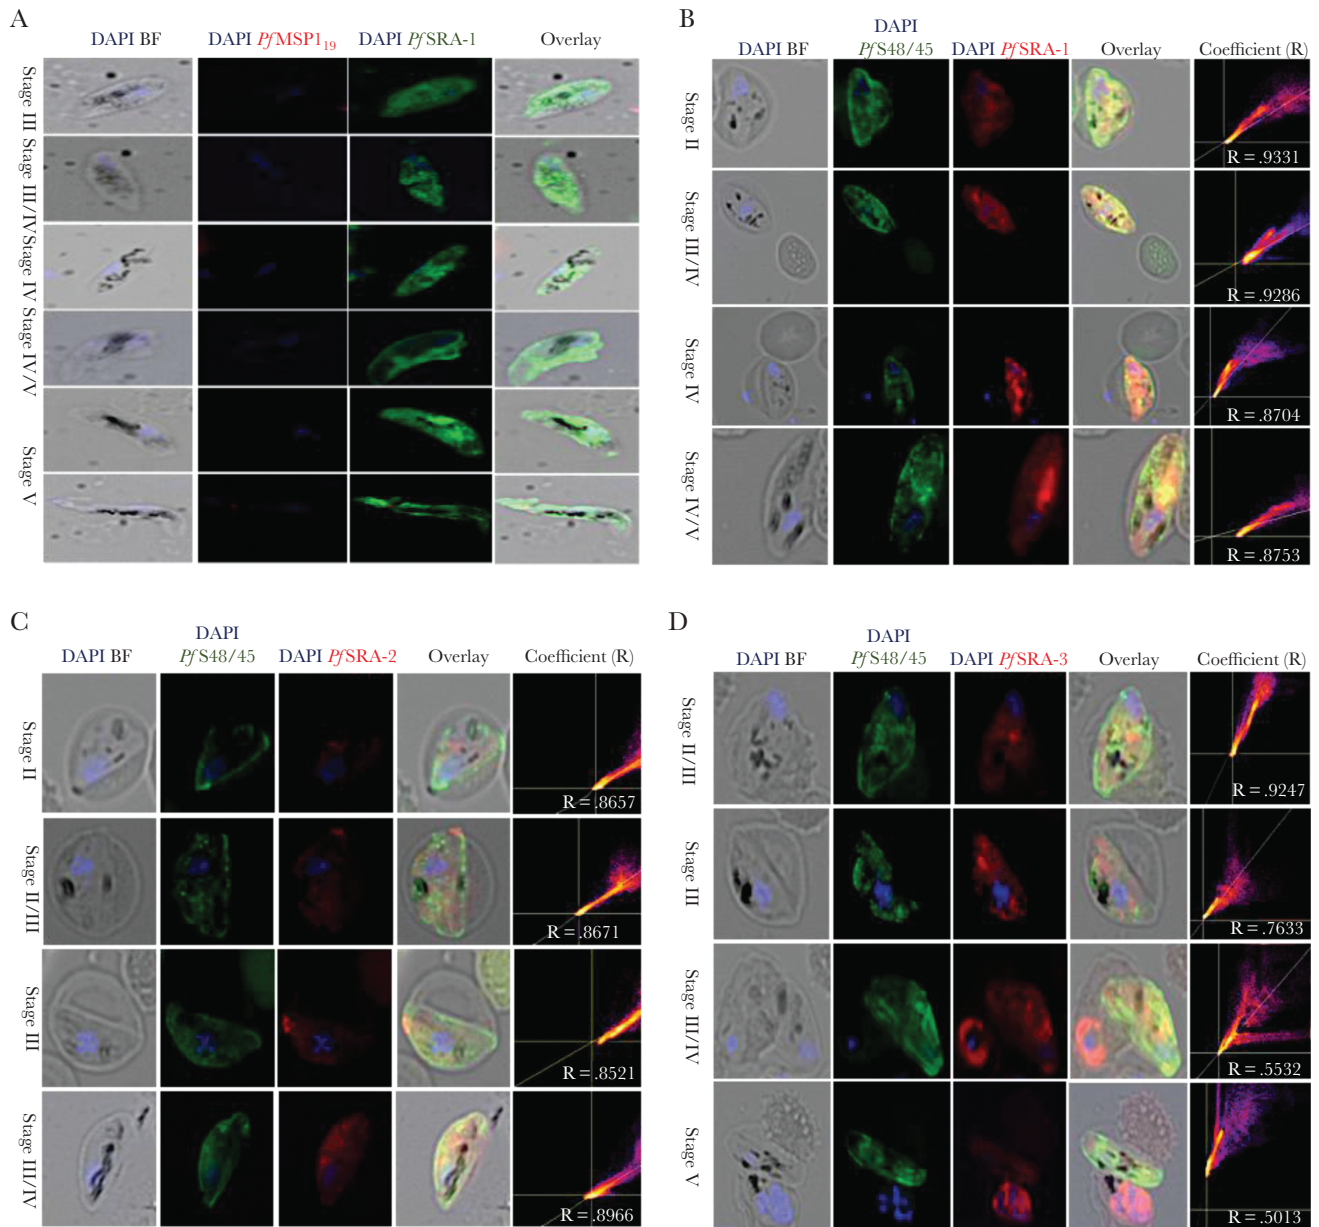 A
DAPI BF
DAPI PfMSP1₁₉
DAPI PfSRA-1
Overlay
Stage III
Stage III/IV
Stage IV
Stage IV/V
Stage V
B
DAPI BF
DAPI
PfS48/45
DAPI PfSRA-1
Overlay
Coefficient (R)
Stage II
R = .9331
Stage III/IV
R = .9286
Stage IV
R = .8704
Stage IV/V
R = .8753
C
DAPI BF
DAPI
PfS48/45
DAPI PfSRA-2
Overlay
Coefficient (R)
Stage II
R = .8657
Stage II/III
R = .8671
Stage III
R = .8521
Stage III/IV
R = .8966
D
DAPI BF
DAPI
PfS48/45
DAPI PfSRA-3
Overlay
Coefficient (R)
Stage II/III
R = .9247
Stage III
R = .7633
Stage III/IV
R = .5532
Stage V
R = .5013